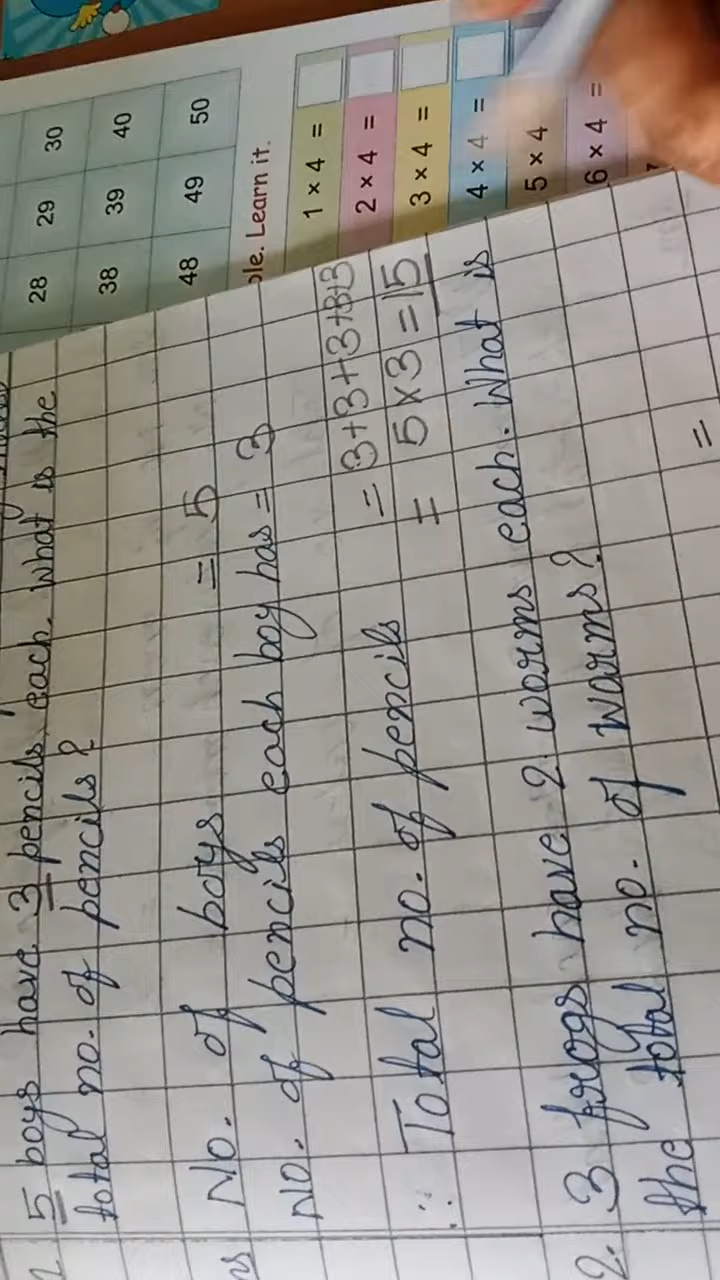 5 boys have 3 pencils each. What is the
total no. of pencils?
No. of boys = 5
No. of pencils each boy has = 3
∴ Total no. of pencils = 3+3+3+3+3
= 5×3 = 15
2. 3 frogs have 2 worms each. What is
the total no. of worms?
=
28 29 30
38 39 40
48 49 50
Learn it.
1 × 4 =
2 × 4 =
3 × 4 =
4 × 4 =
5 × 4
6 × 4 =